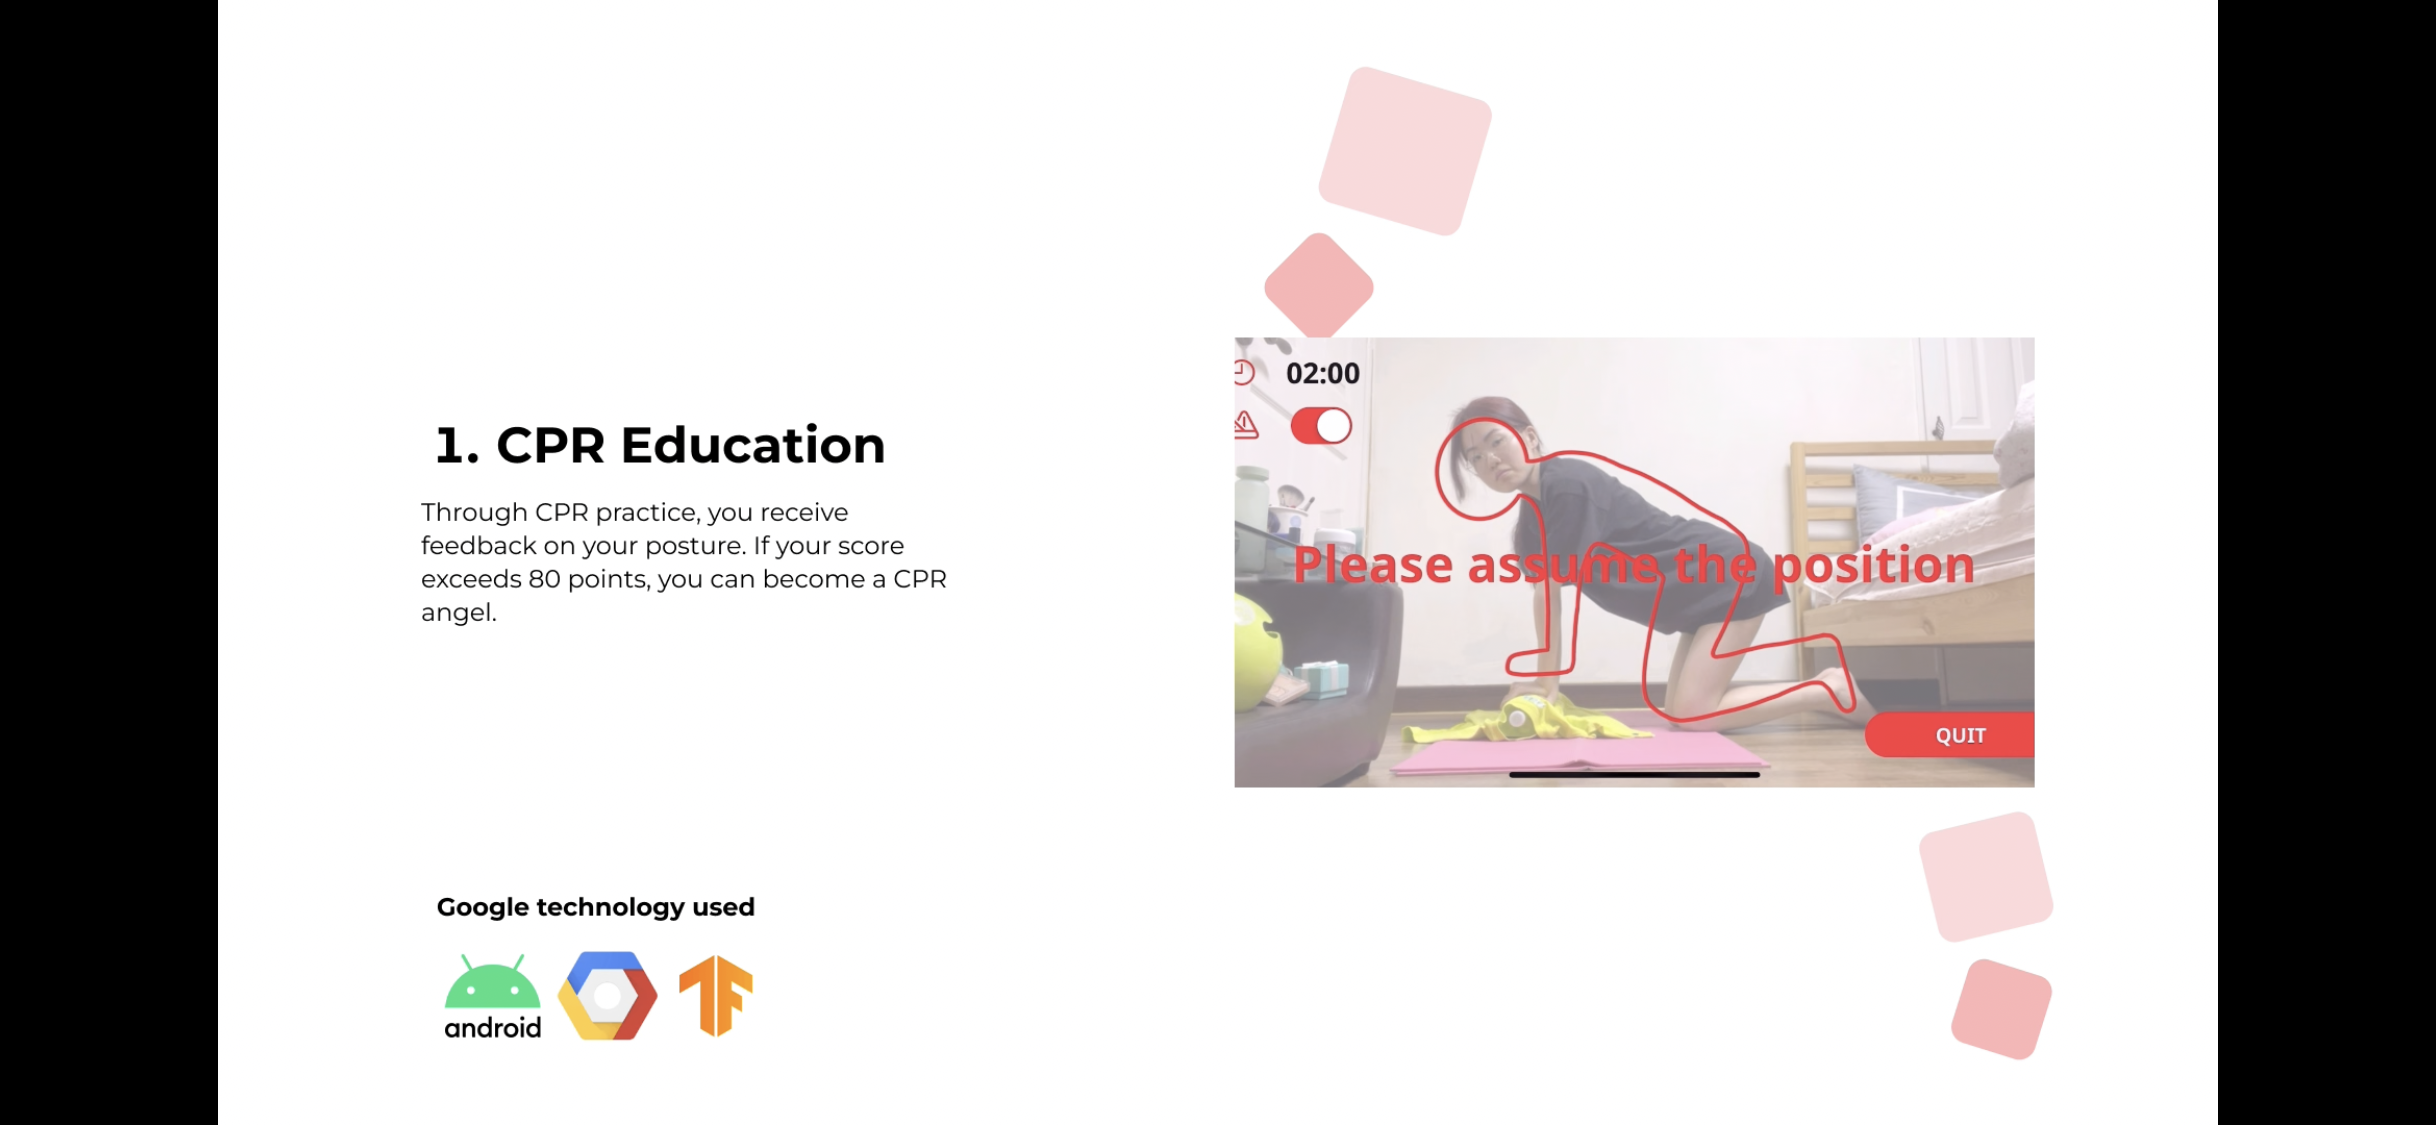 1. CPR Education
Through CPR practice, you receive
feedback on your posture. If your score
exceeds 80 points, you can become a CPR
angel.
Google technology used
android
02:00
Please assume the position
QUIT